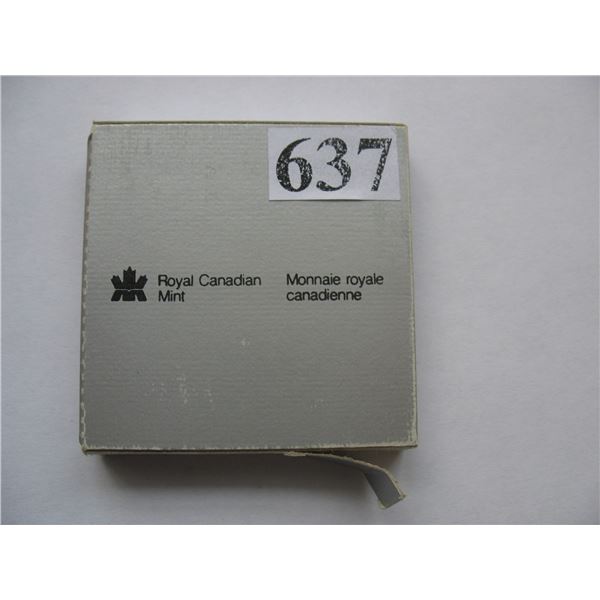 637
Royal Canadian
Mint
Monnaie royale
canadienne